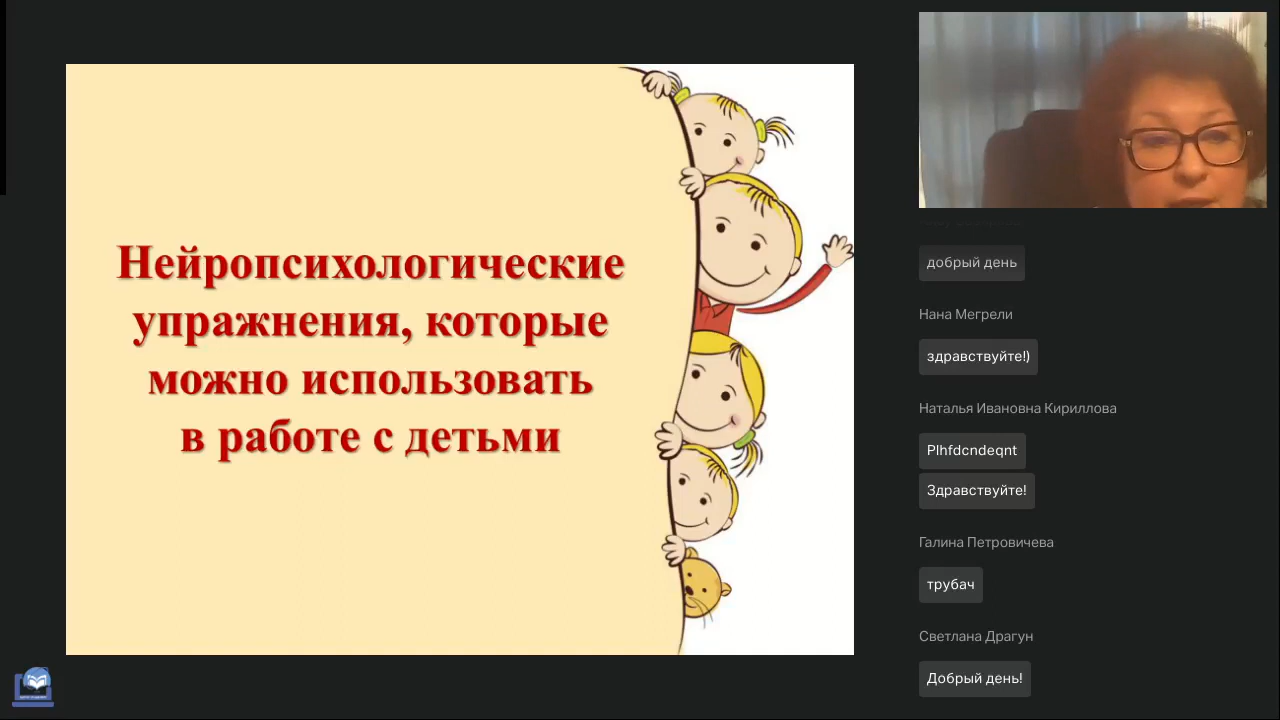 Нейропсихологические
упражнения, которые
можно использовать
в работе с детьми
добрый день
Нана Мегрели
здравствуйте!)
Наталья Ивановна Кириллова
Plhfdcndeqnt
Здравствуйте!
Галина Петровичева
трубач
Светлана Драгун
Добрый день!